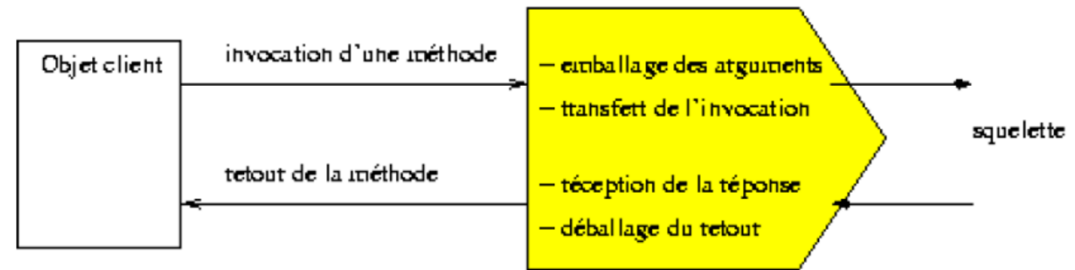 Objet client
invocation d'une méthode
retour de la méthode
– emballage des arguments
– transfert de l'invocation
– réception de la réponse
– déballage du retour
squelette